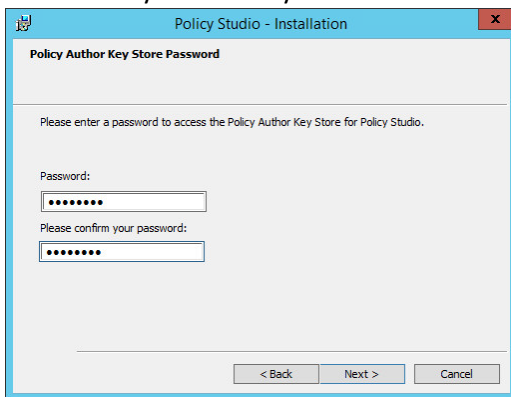 Policy Studio - Installation
x
Policy Author Key Store Password
Please enter a password to access the Policy Author Key Store for Policy Studio.
Password:
••••••••
Please confirm your password:
••••••••
< Back Next > Cancel